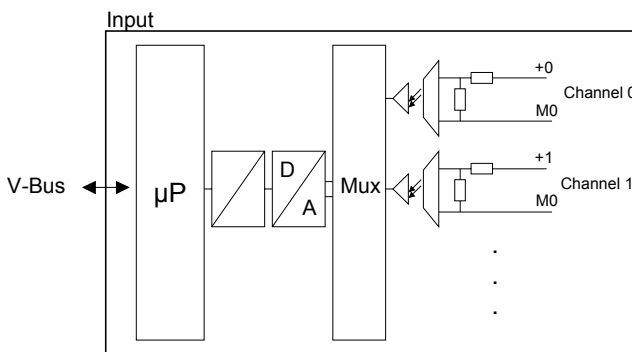 Input
V-Bus
µP
D
A
Mux
+0
Channel 0
M0
+1
Channel 1
M0
.
.
.